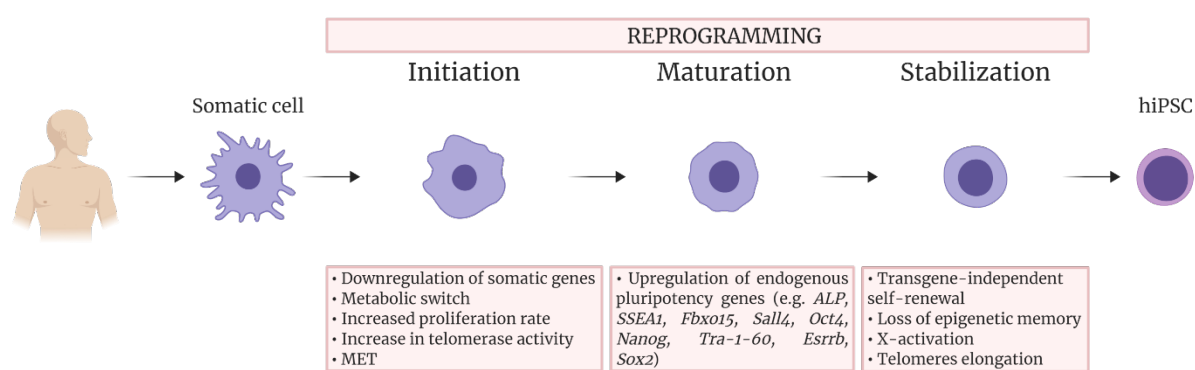 REPROGRAMMING
Initiation
Maturation
Stabilization
Somatic cell
hiPSC
• Downregulation of somatic genes
• Metabolic switch
• Increased proliferation rate
• Increase in telomerase activity
• MET
• Upregulation of endogenous
pluripotency genes (e.g. ALP,
SSEA1, Fbxo15, Sall4, Oct4,
Nanog, Tra-1-60, Esrrb,
Sox2)
• Transgene-independent
self-renewal
• Loss of epigenetic memory
• X-activation
• Telomeres elongation